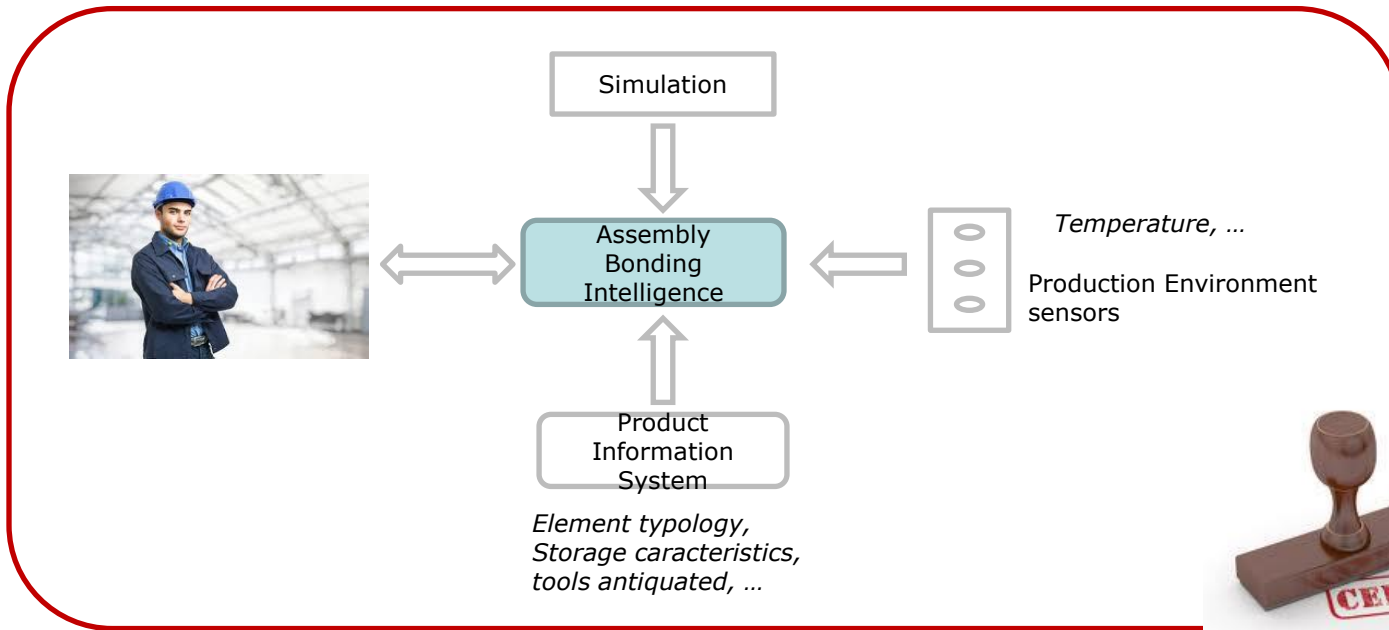 Simulation
Assembly
Bonding
Intelligence
Temperature, …
Production Environment
sensors
Product
Information
System
Element typology,
Storage caracteristics,
tools antiquated, …